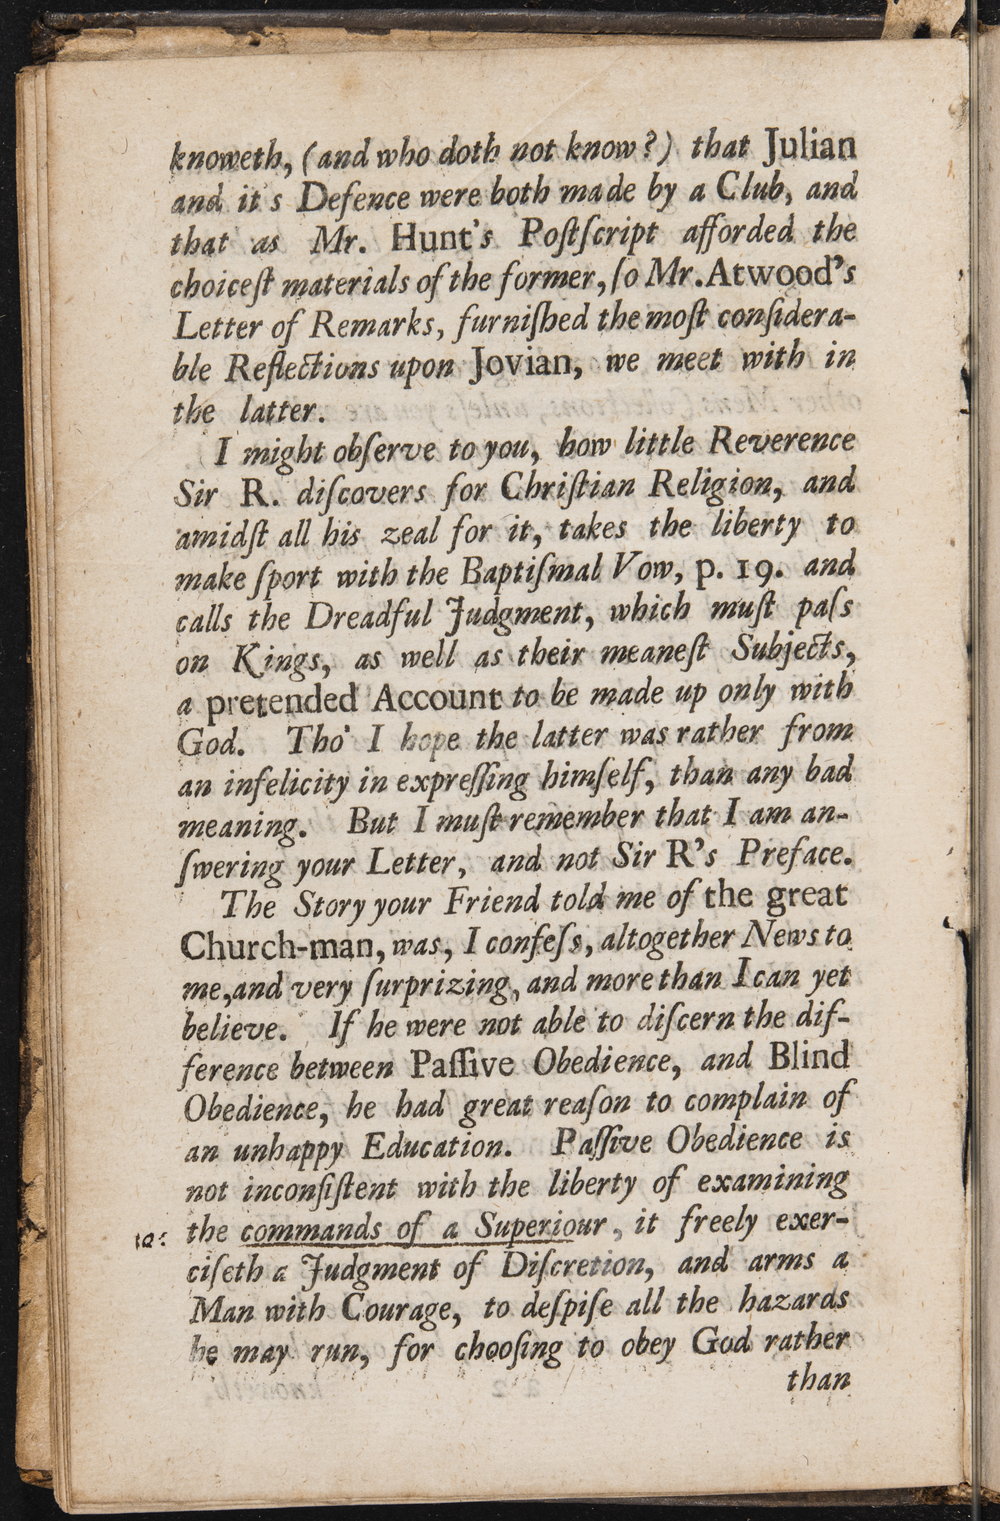 knoweth, (and who doth not know?) that Julian
and it's Defence were both made by a Club, and
that as Mr. Hunt's Poſtſcript afforded the
choiceſt materials of the former, ſo Mr. Atwood's
Letter of Remarks, furniſhed the moſt conſidera-
ble Reflections upon Jovian, we meet with in
the latter.
I might obſerve to you, how little Reverence
Sir R. diſcovers for Chriſtian Religion, and
amidſt all his zeal for it, takes the liberty to
make ſport with the Baptiſmal Vow, p. 19. and
calls the Dreadful Judgment, which muſt paſs
on Kings, as well as their meaneſt Subjects,
a pretended Account to be made up only with
God. Tho' I hope the latter was rather from
an infelicity in expreſſing himſelf, than any bad
meaning. But I muſt remember that I am an-
ſwering your Letter, and not Sir R's Preface.
The Story your Friend told me of the great
Church-man, was, I confeſs, altogether News to
me, and very ſurprizing, and more than I can yet
believe. If he were not able to diſcern the dif-
ference between Paſſive Obedience, and Blind
Obedience, he had great reaſon to complain of
an unhappy Education. Paſſive Obedience is
not inconſiſtent with the liberty of examining
the commands of a Superiour, it freely exer-
ciſeth a Judgment of Diſcretion, and arms a
Man with Courage, to deſpiſe all the hazards
he may run, for chooſing to obey God rather
than